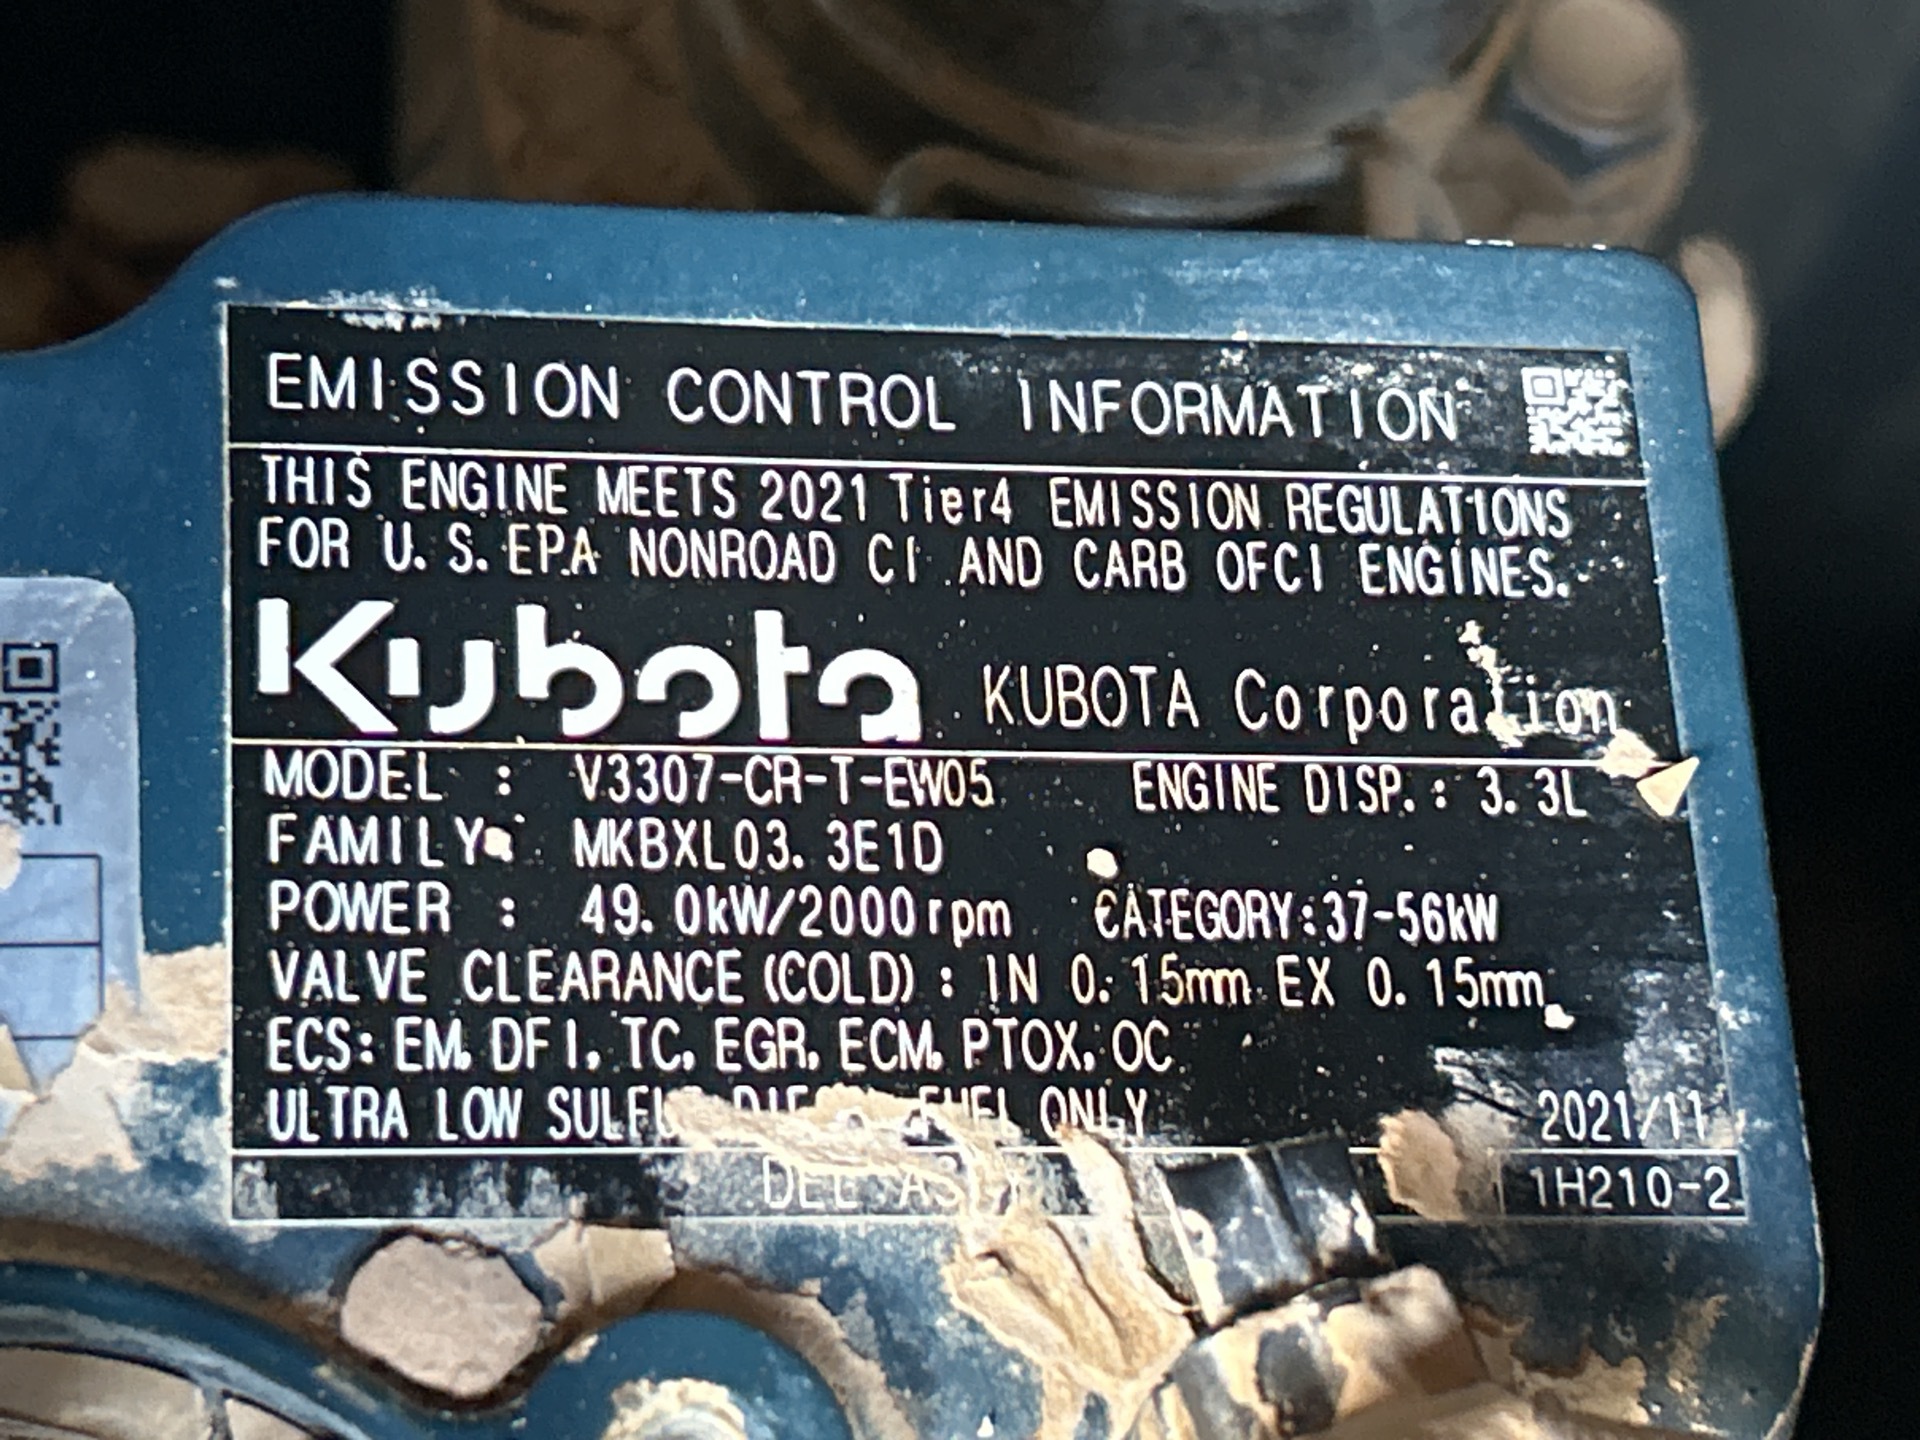 EMISSION CONTROL INFORMATION
THIS ENGINE MEETS 2021 Tier4 EMISSION REGULATIONS
FOR U.S.EPA NONROAD CI AND CARB OFCI ENGINES.
Kubota KUBOTA Corporation
MODEL : V3307-CR-T-EW05 ENGINE DISP.: 3.3L
FAMILY: MKBXL03.3E1D
POWER : 49.0kW/2000rpm CATEGORY:37-56kW
VALVE CLEARANCE (COLD): IN 0.15mm EX 0.15mm
ECS: EM, DFI, TC, EGR, ECM, PTOX, OC
ULTRA LOW SULFUR DIESEL FUEL ONLY 2021/11
1H210-2